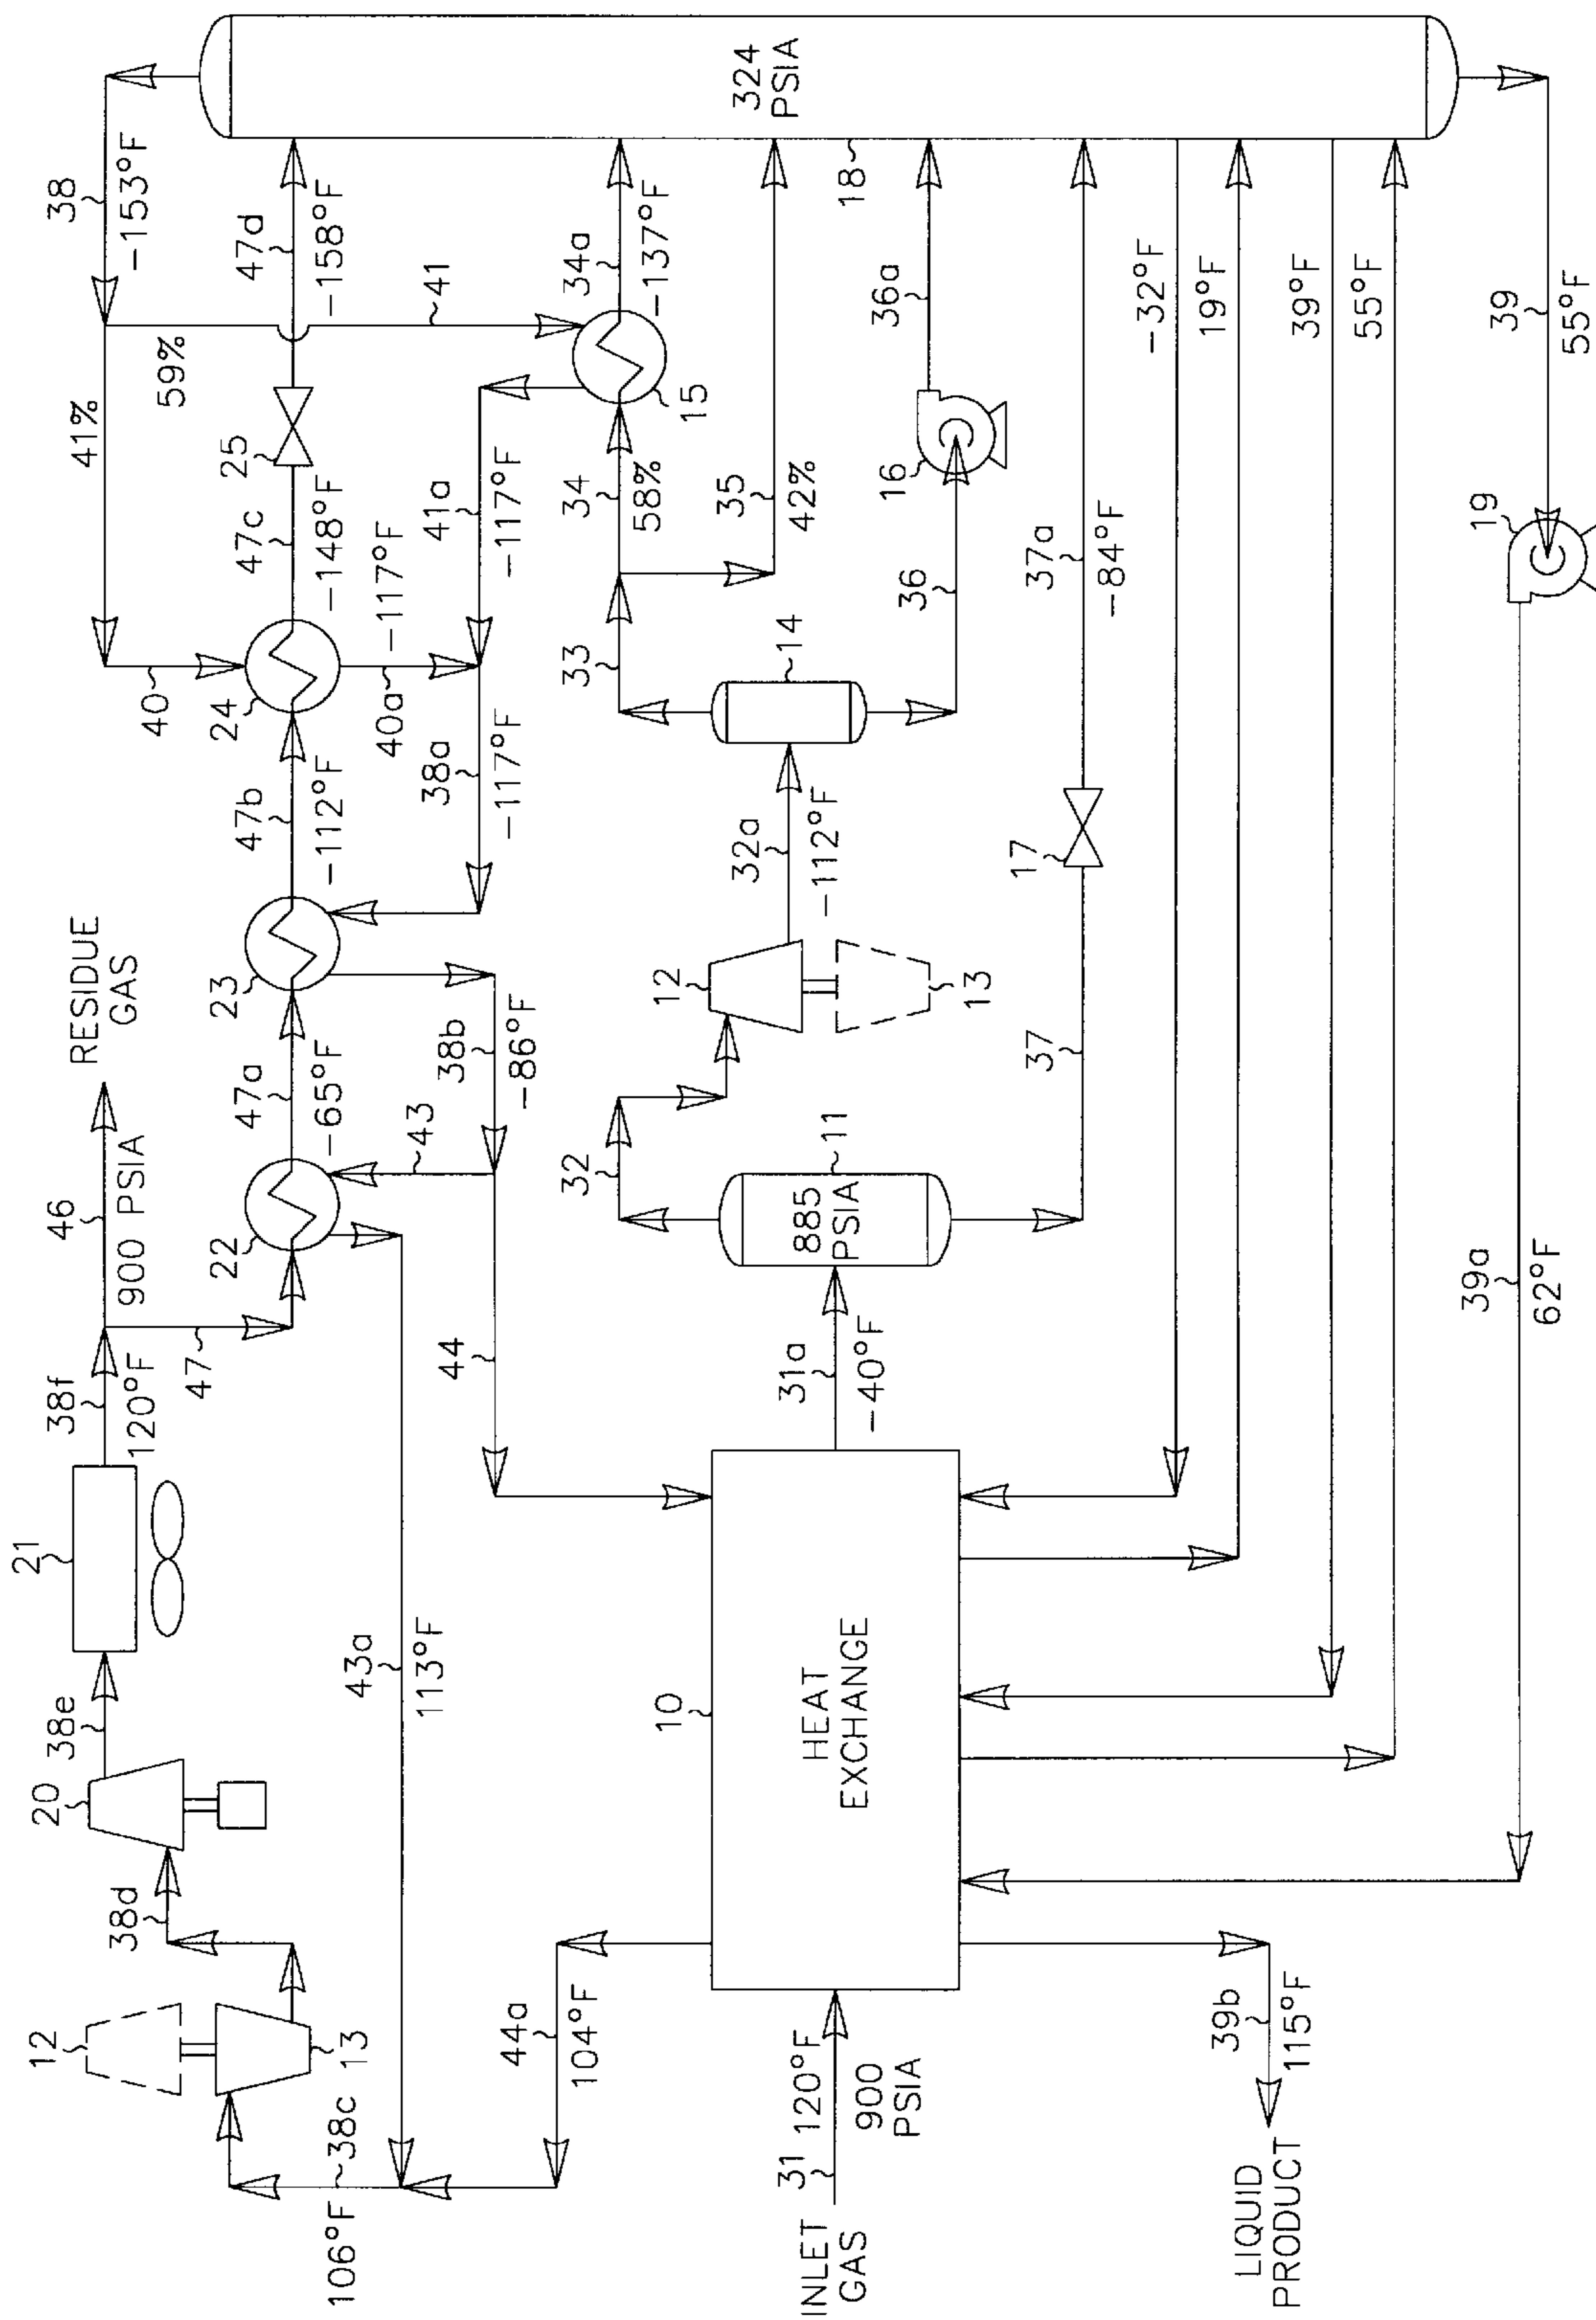 RESIDUE
GAS
46
900 PSIA
38f
120°F
21
38e
20
38d
12
13
38c
106°F
47
22
47a
-65°F
23
47b
-112°F
24
47c
-148°F
25
47d
-158°F
38
-153°F
41%
59%
40
40a
-117°F
41
41a
-117°F
38a
-117°F
38b
-86°F
43
43a
113°F
44
44a
104°F
15
34
58%
34a
-137°F
35
42%
33
14
36
16
36a
18
324
PSIA
32
12
13
32a
-112°F
11
885
PSIA
31a
-40°F
37
17
37a
-84°F
10
HEAT
EXCHANGE
INLET
GAS
31
120°F
900
PSIA
-32°F
19°F
39°F
55°F
39
55°F
19
39a
62°F
39b
115°F
LIQUID
PRODUCT